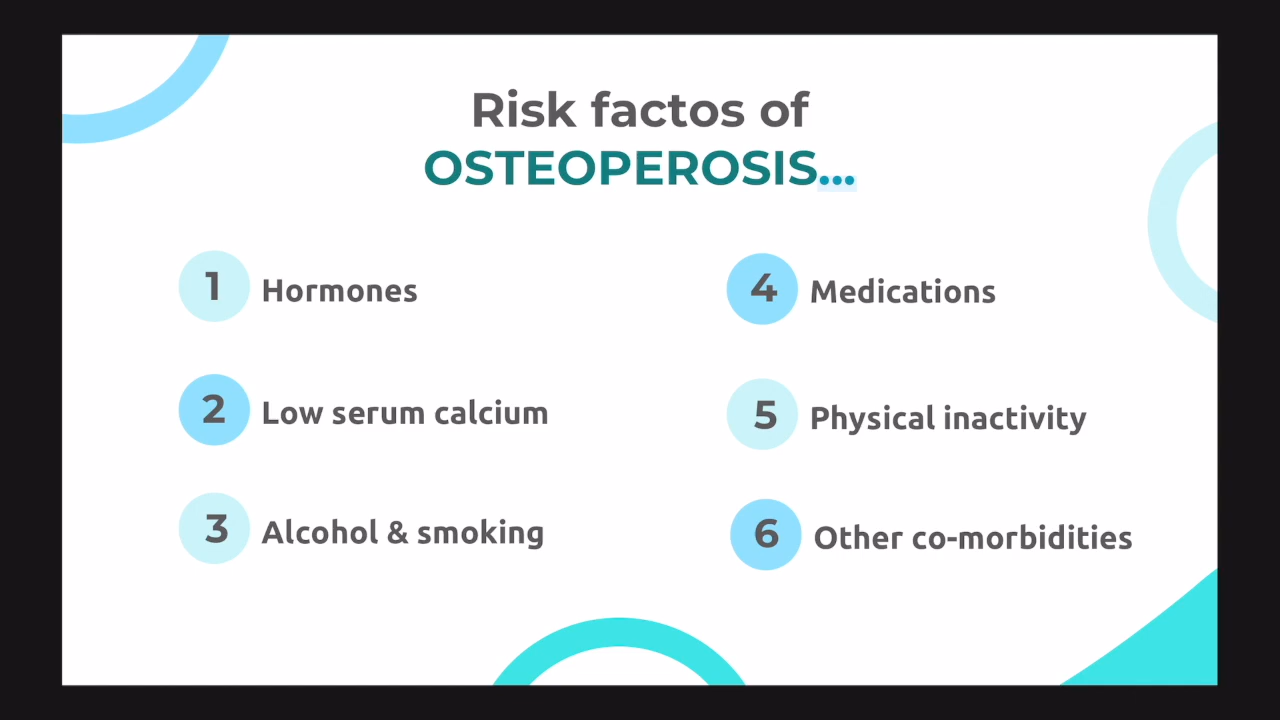 Risk factos of
OSTEOPEROSIS...
1 Hormones
2 Low serum calcium
3 Alcohol & smoking
4 Medications
5 Physical inactivity
6 Other co-morbidities